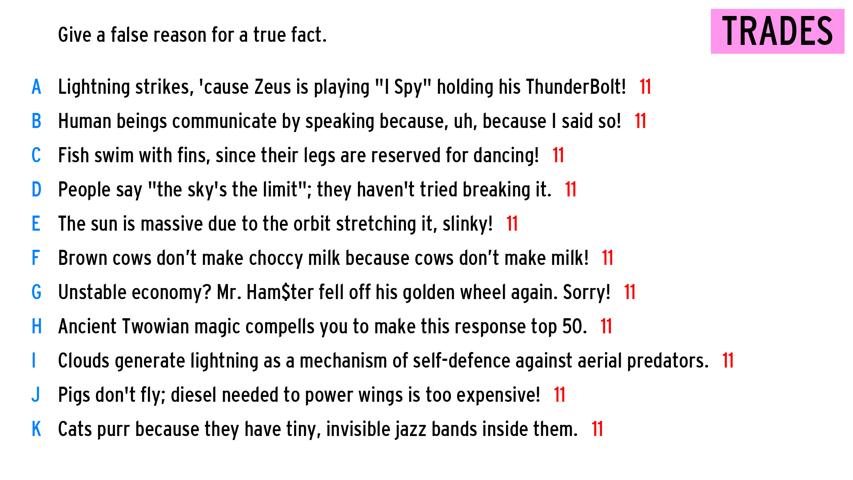 Give a false reason for a true fact.
TRADES
A Lightning strikes, 'cause Zeus is playing "I Spy" holding his ThunderBolt! 11
B Human beings communicate by speaking because, uh, because I said so! 11
C Fish swim with fins, since their legs are reserved for dancing! 11
D People say "the sky's the limit"; they haven't tried breaking it. 11
E The sun is massive due to the orbit stretching it, slinky! 11
F Brown cows don’t make choccy milk because cows don’t make milk! 11
G Unstable economy? Mr. Ham$ter fell off his golden wheel again. Sorry! 11
H Ancient Twowian magic compells you to make this response top 50. 11
I Clouds generate lightning as a mechanism of self-defence against aerial predators. 11
J Pigs don't fly; diesel needed to power wings is too expensive! 11
K Cats purr because they have tiny, invisible jazz bands inside them. 11